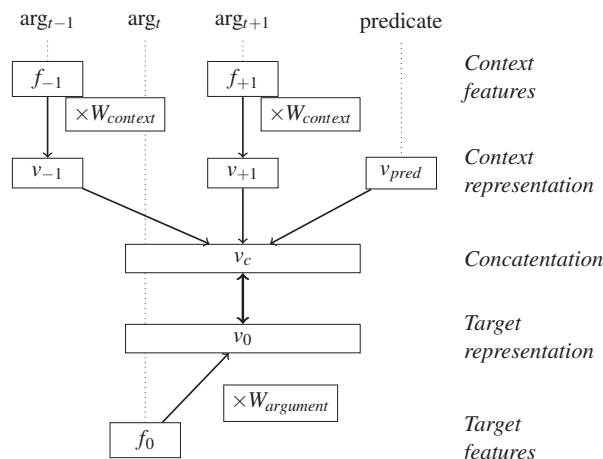 arg_{t−1} arg_t arg_{t+1} predicate
f_{−1} f_{+1} Context
features
×W_{context} ×W_{context}
v_{−1} v_{+1} v_{pred} Context
representation
v_c Concatentation
v_0 Target
representation
×W_{argument}
f_0 Target
features